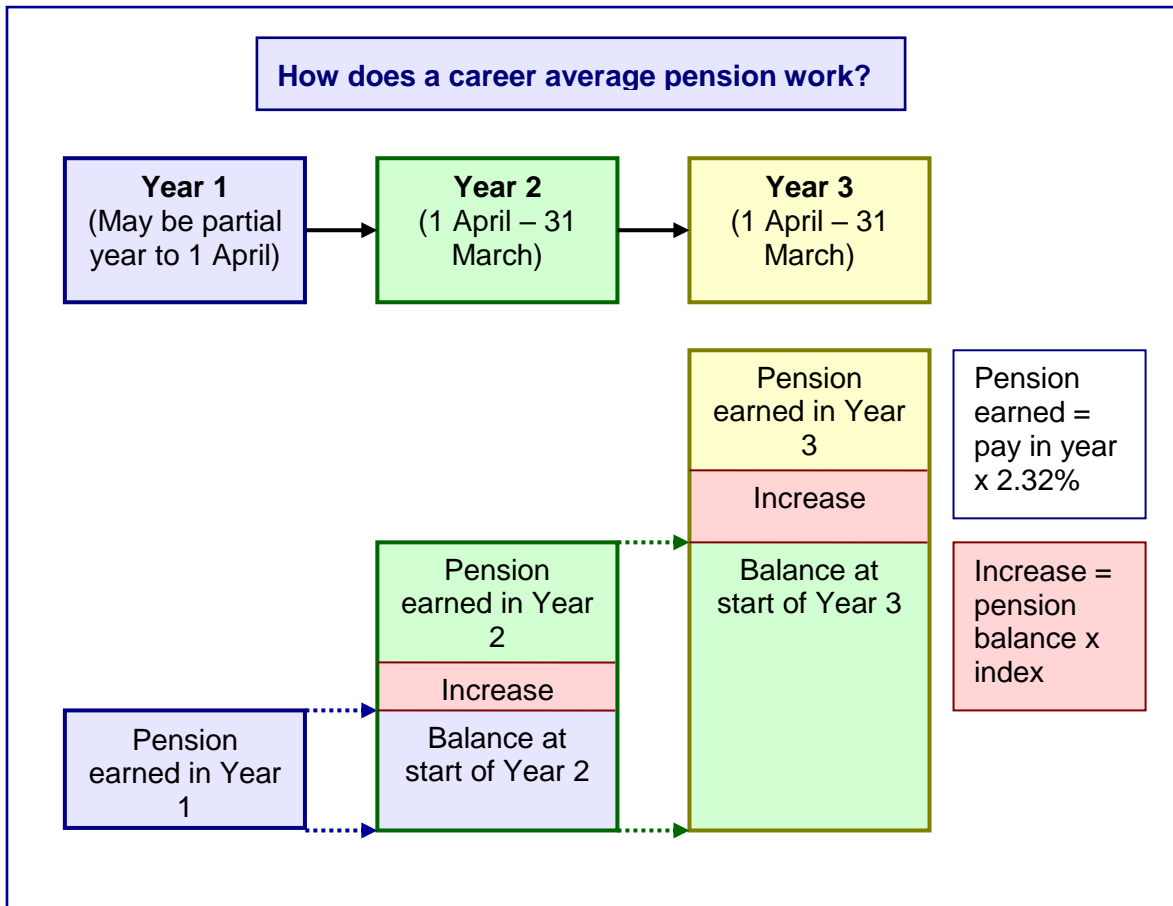 How does a career average pension work?
Year 1
(May be partial
year to 1 April)
Year 2
(1 April – 31
March)
Year 3
(1 April – 31
March)
Pension
earned in Year
3
Increase
Balance at
start of Year 3
Pension
earned =
pay in year
x 2.32%
Pension
earned in Year
2
Increase
Balance at
start of Year 2
Increase =
pension
balance x
index
Pension
earned in Year
1